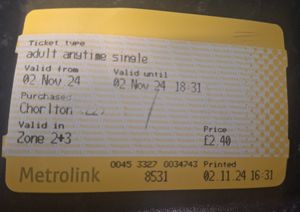 Ticket type
adult anytime single
Valid from Valid until
02 Nov 24 02 Nov 24 18:31
Purchased
Chorlton
Valid in Price
Zone 2+3 £2.40
0045 3327 0034743 Printed
Metrolink 8531 02.11.24 16:31